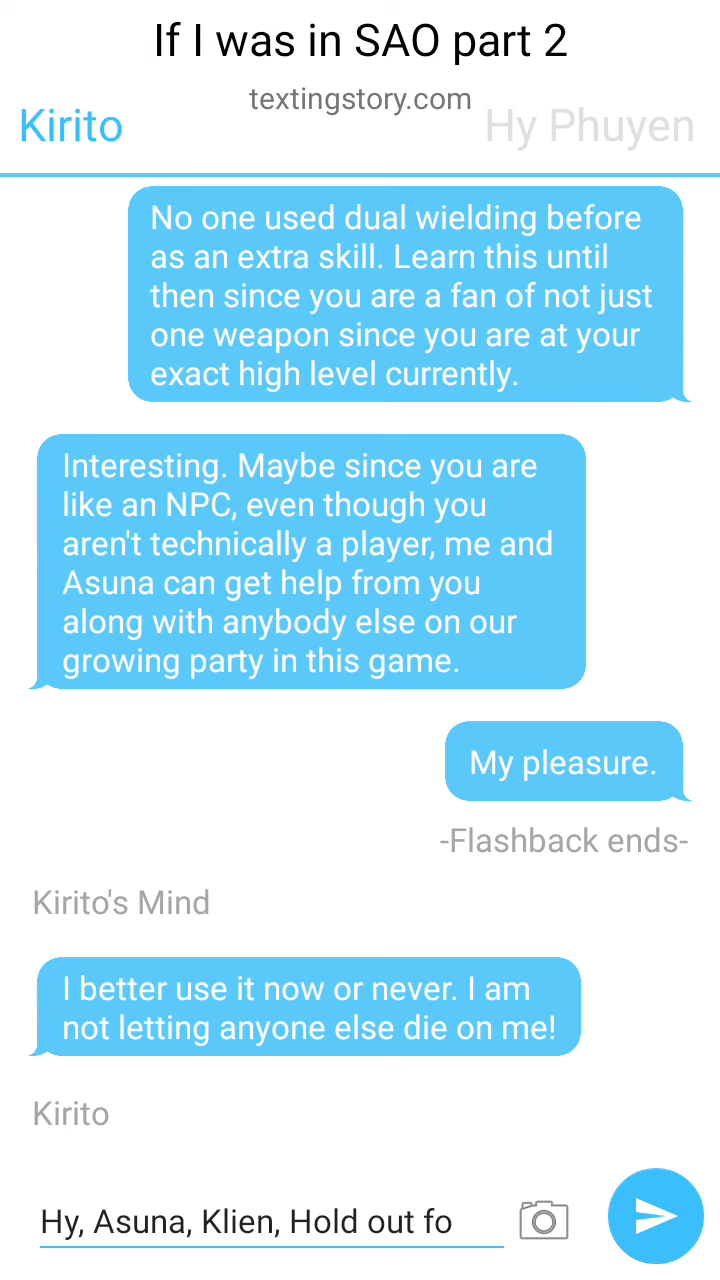 If I was in SAO part 2
textingstory.com
Kirito
Hy Phuyen
No one used dual wielding before
as an extra skill. Learn this until
then since you are a fan of not just
one weapon since you are at your
exact high level currently.
Interesting. Maybe since you are
like an NPC, even though you
aren't technically a player, me and
Asuna can get help from you
along with anybody else on our
growing party in this game.
My pleasure.
-Flashback ends-
Kirito's Mind
I better use it now or never. I am
not letting anyone else die on me!
Kirito
Hy, Asuna, Klien, Hold out fo